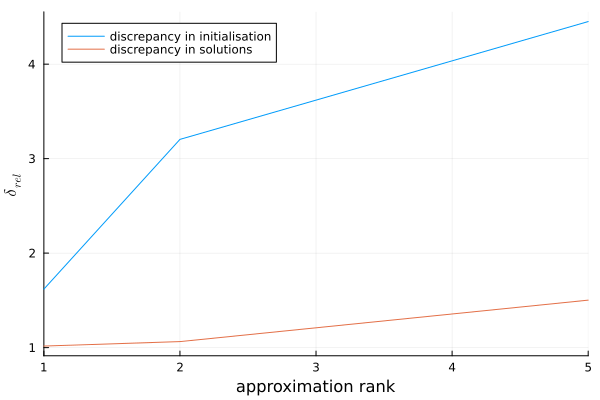 discrepancy in initialisation
discrepancy in solutions
4
3
2
1
δ_rel
1 2 3 4 5
approximation rank